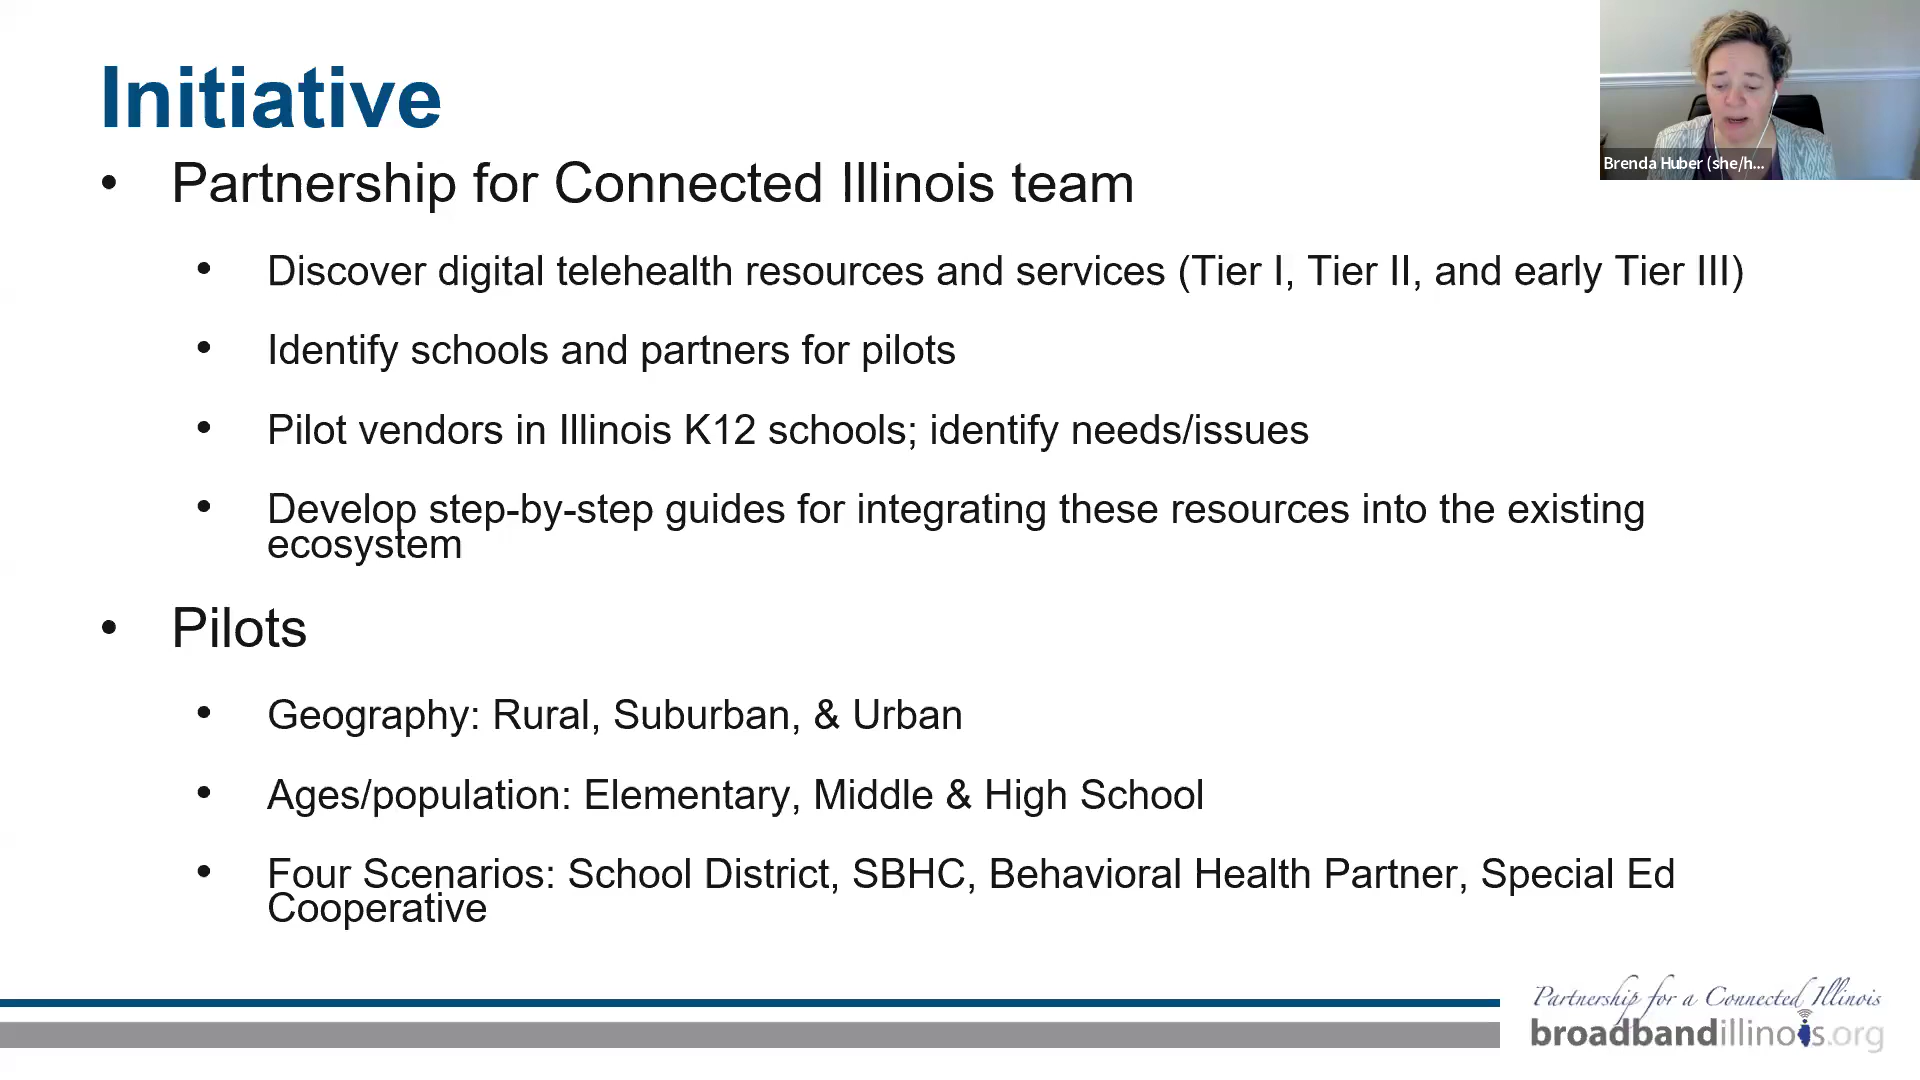 Initiative
Brenda Huber (she/h...
• Partnership for Connected Illinois team
• Discover digital telehealth resources and services (Tier I, Tier II, and early Tier III)
• Identify schools and partners for pilots
• Pilot vendors in Illinois K12 schools; identify needs/issues
• Develop step-by-step guides for integrating these resources into the existing
ecosystem
• Pilots
• Geography: Rural, Suburban, & Urban
• Ages/population: Elementary, Middle & High School
• Four Scenarios: School District, SBHC, Behavioral Health Partner, Special Ed
Cooperative
Partnership for a Connected Illinois
broadbandillinois.org